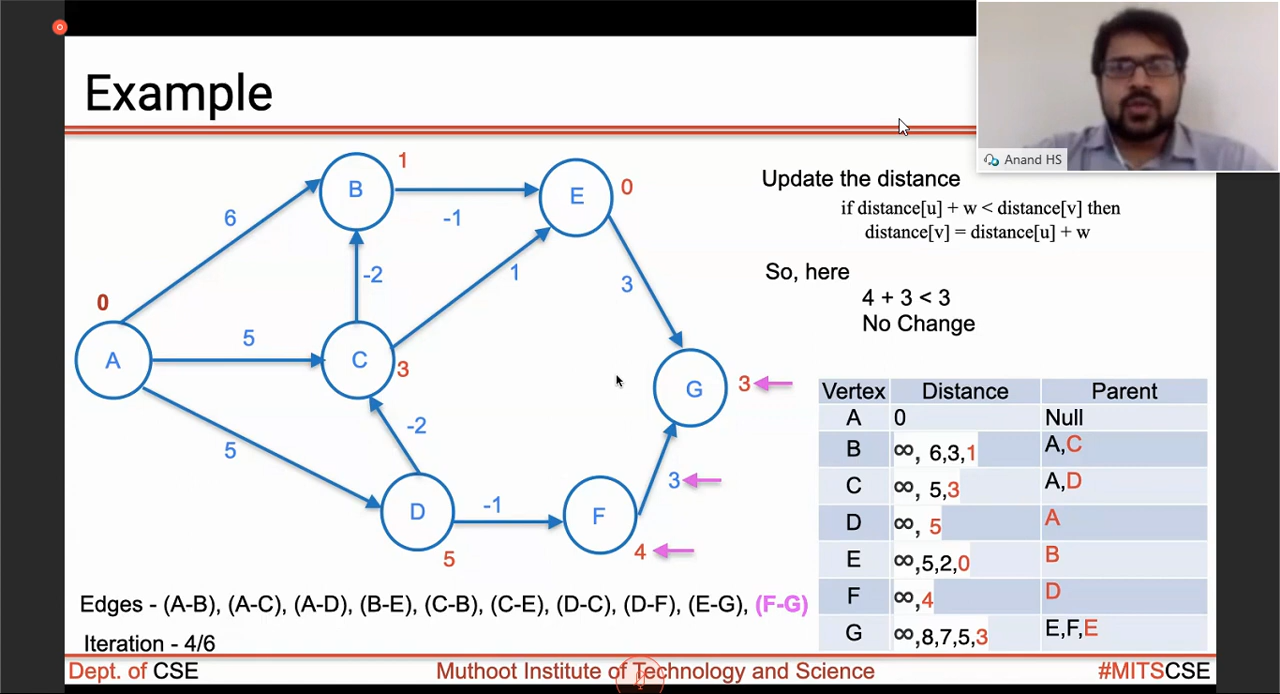 Example
Anand HS
Update the distance
if distance[u] + w < distance[v] then
distance[v] = distance[u] + w
So, here
4 + 3 < 3
No Change
1
B
E
0
6
-1
-2
1
3
0
5
A
C
3
G
3
5
-2
3
D
-1
F
5
4
Vertex Distance Parent
A 0 Null
B ∞, 6,3,1 A,C
C ∞, 5,3 A,D
D ∞, 5 A
E ∞,5,2,0 B
F ∞,4 D
G ∞,8,7,5,3 E,F,E
Edges - (A-B), (A-C), (A-D), (B-E), (C-B), (C-E), (D-C), (D-F), (E-G), (F-G)
Iteration - 4/6
Dept. of CSE Muthoot Institute of Technology and Science #MITSCSE